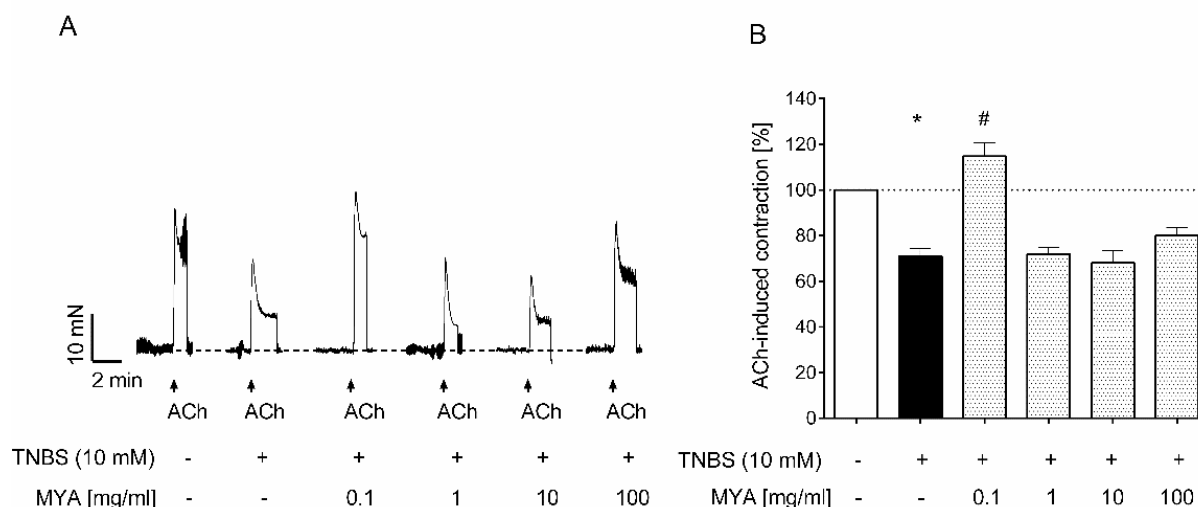 A
10 mN
2 min
ACh ACh ACh ACh ACh ACh
TNBS (10 mM) - + + + + +
MYA [mg/ml] - - 0.1 1 10 100
B
ACh-induced contraction [%]
140
120
100
80
60
40
20
0
* #
TNBS (10 mM) - + + + + +
MYA [mg/ml] - - 0.1 1 10 100